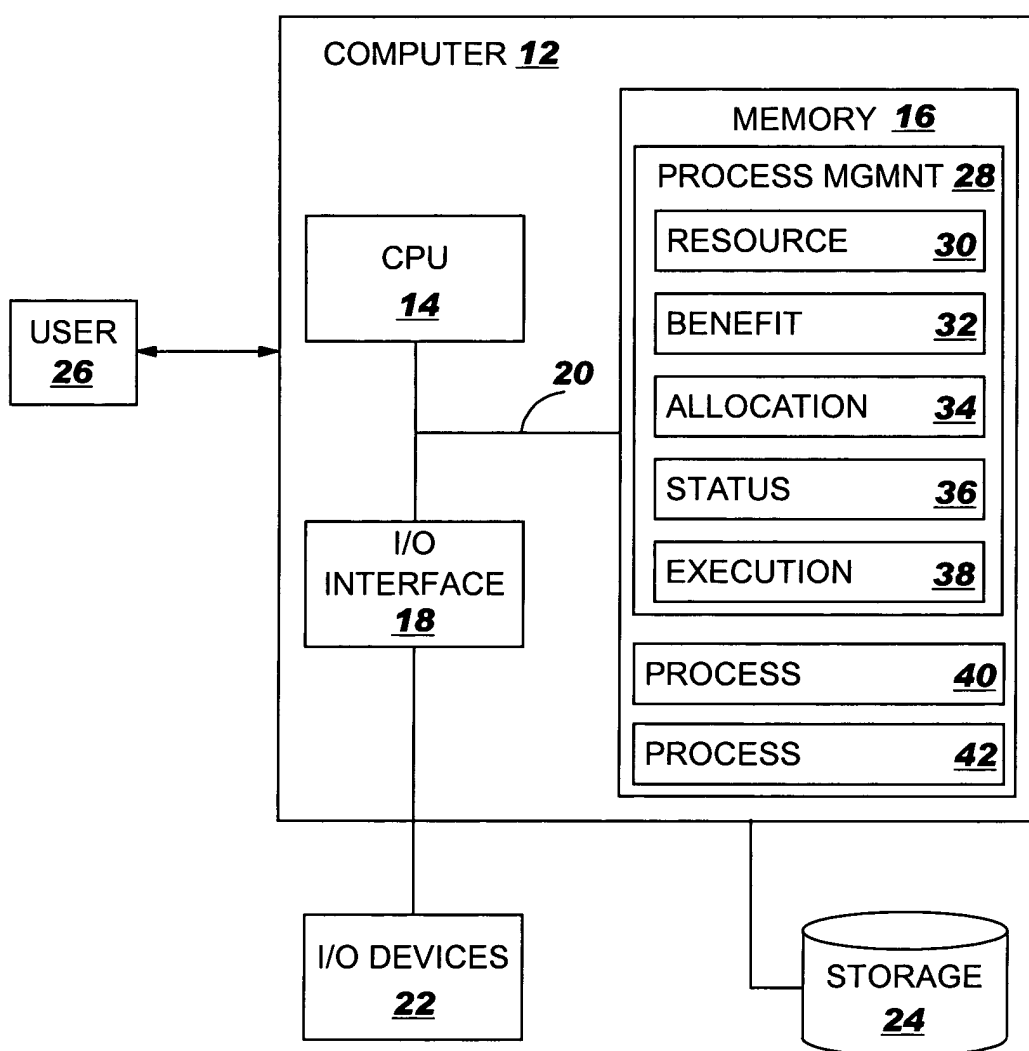 COMPUTER 12
MEMORY 16
PROCESS MGMNT 28
RESOURCE 30
BENEFIT 32
ALLOCATION 34
STATUS 36
EXECUTION 38
PROCESS 40
PROCESS 42
CPU
14
USER
26
20
I/O
INTERFACE
18
I/O DEVICES
22
STORAGE
24